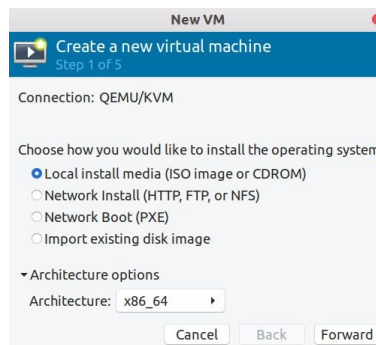 New VM
Create a new virtual machine
Step 1 of 5
Connection: QEMU/KVM
Choose how you would like to install the operating system
Local install media (ISO image or CDROM)
Network Install (HTTP, FTP, or NFS)
Network Boot (PXE)
Import existing disk image
Architecture options
Architecture: x86_64
Cancel Back Forward